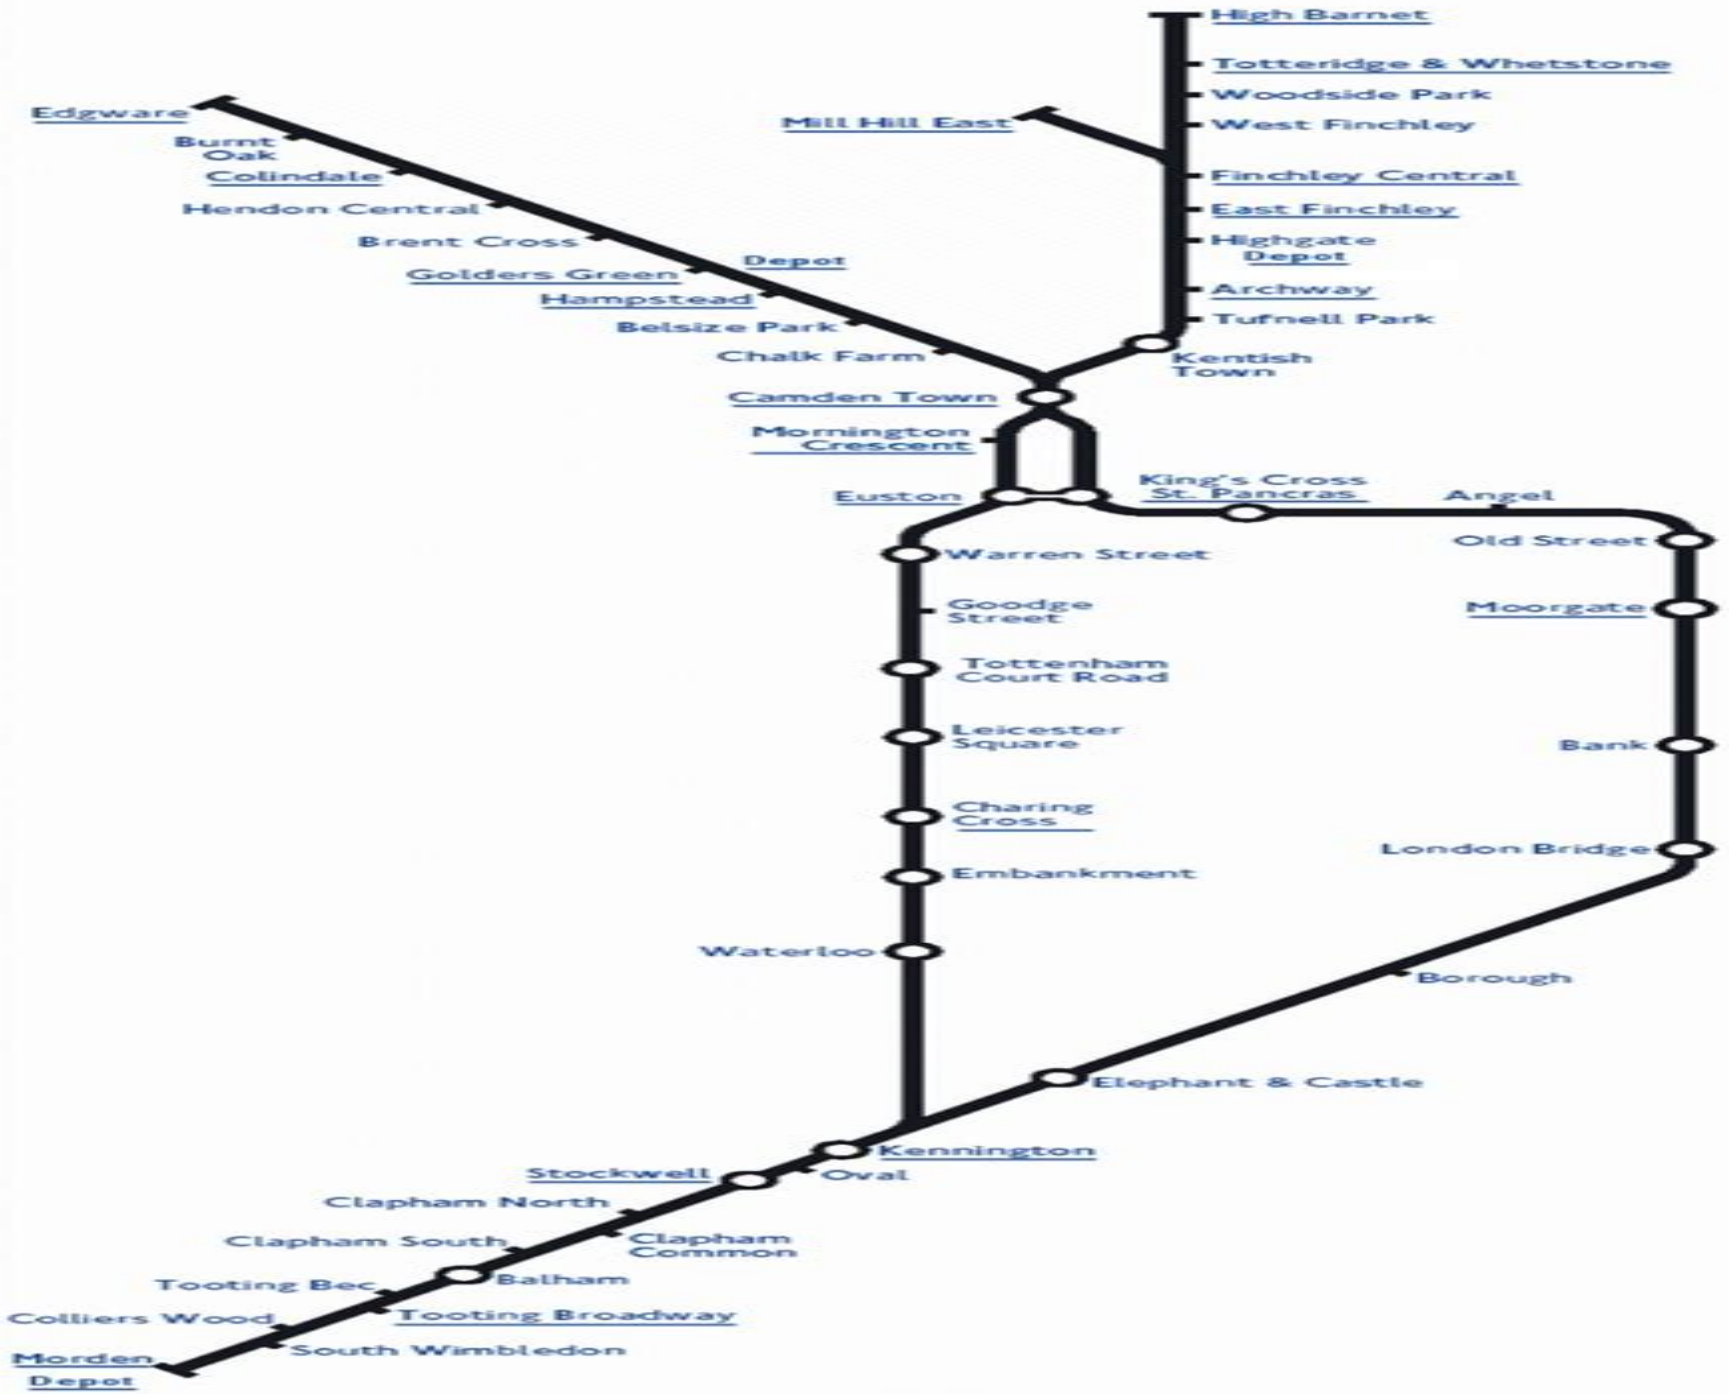 High Barnet
Totteridge & Whetstone
Woodside Park
West Finchley
Mill Hill East
Finchley Central
East Finchley
Highgate
Depot
Archway
Tufnell Park
Kentish
Town
Edgware
Burnt
Oak
Colindale
Hendon Central
Brent Cross
Golders Green
Depot
Hampstead
Belsize Park
Chalk Farm
Camden Town
Mornington
Crescent
Euston
King's Cross
St. Pancras
Angel
Old Street
Moorgate
Bank
London Bridge
Borough
Elephant & Castle
Warren Street
Goodge
Street
Tottenham
Court Road
Leicester
Square
Charing
Cross
Embankment
Waterloo
Kennington
Oval
Stockwell
Clapham North
Clapham
Common
Clapham South
Balham
Tooting Bec
Tooting Broadway
Colliers Wood
South Wimbledon
Morden
Depot